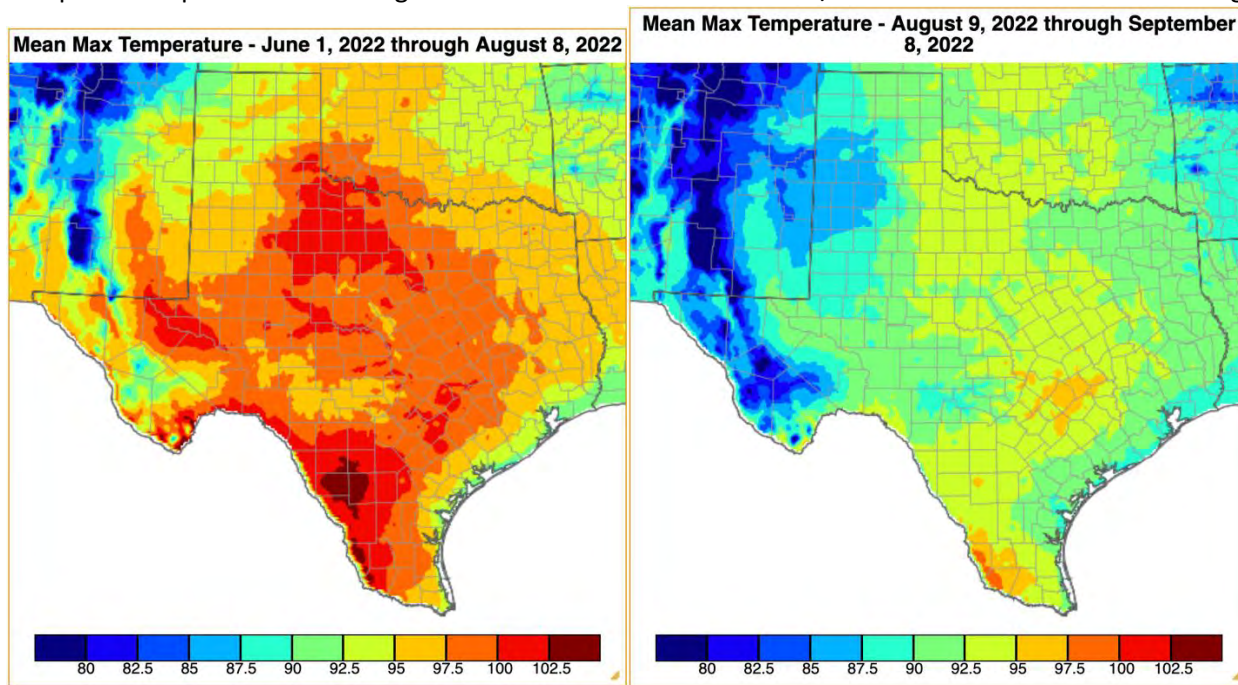 Mean Max Temperature - June 1, 2022 through August 8, 2022
80 82.5 85 87.5 90 92.5 95 97.5 100 102.5
Mean Max Temperature - August 9, 2022 through September
8, 2022
80 82.5 85 87.5 90 92.5 95 97.5 100 102.5